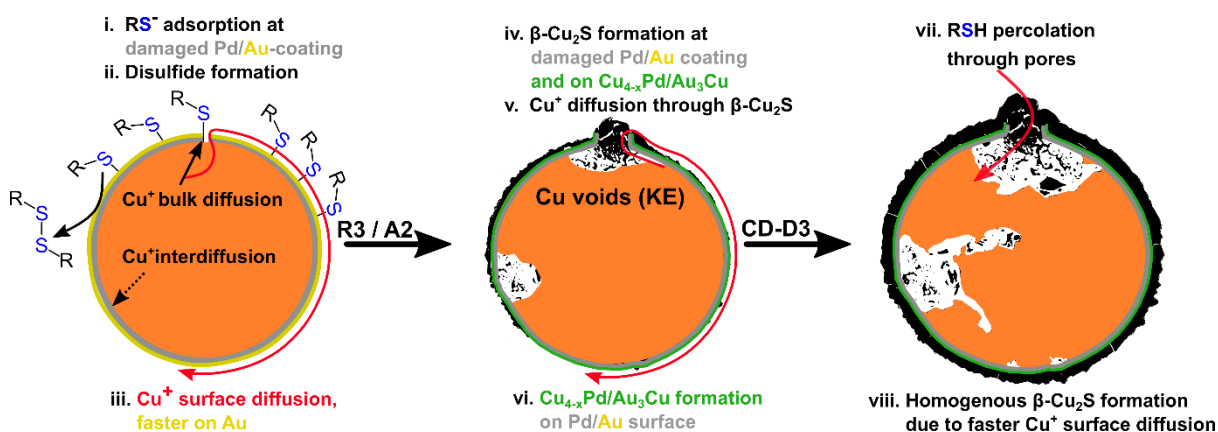 i. RS⁻ adsorption at
damaged Pd/Au-coating
ii. Disulfide formation
R
S
R
S
R
S
R
S
R
S
R
S
R
S
S
R
Cu⁺ bulk diffusion
Cu⁺ interdiffusion
iii. Cu⁺ surface diffusion,
faster on Au
R3 / A2
iv. β-Cu₂S formation at
damaged Pd/Au coating
and on Cu₄₋ₓPd/Au₃Cu
v. Cu⁺ diffusion through β-Cu₂S
Cu voids (KE)
vi. Cu₄₋ₓPd/Au₃Cu formation
on Pd/Au surface
CD-D3
vii. RSH percolation
through pores
viii. Homogenous β-Cu₂S formation
due to faster Cu⁺ surface diffusion